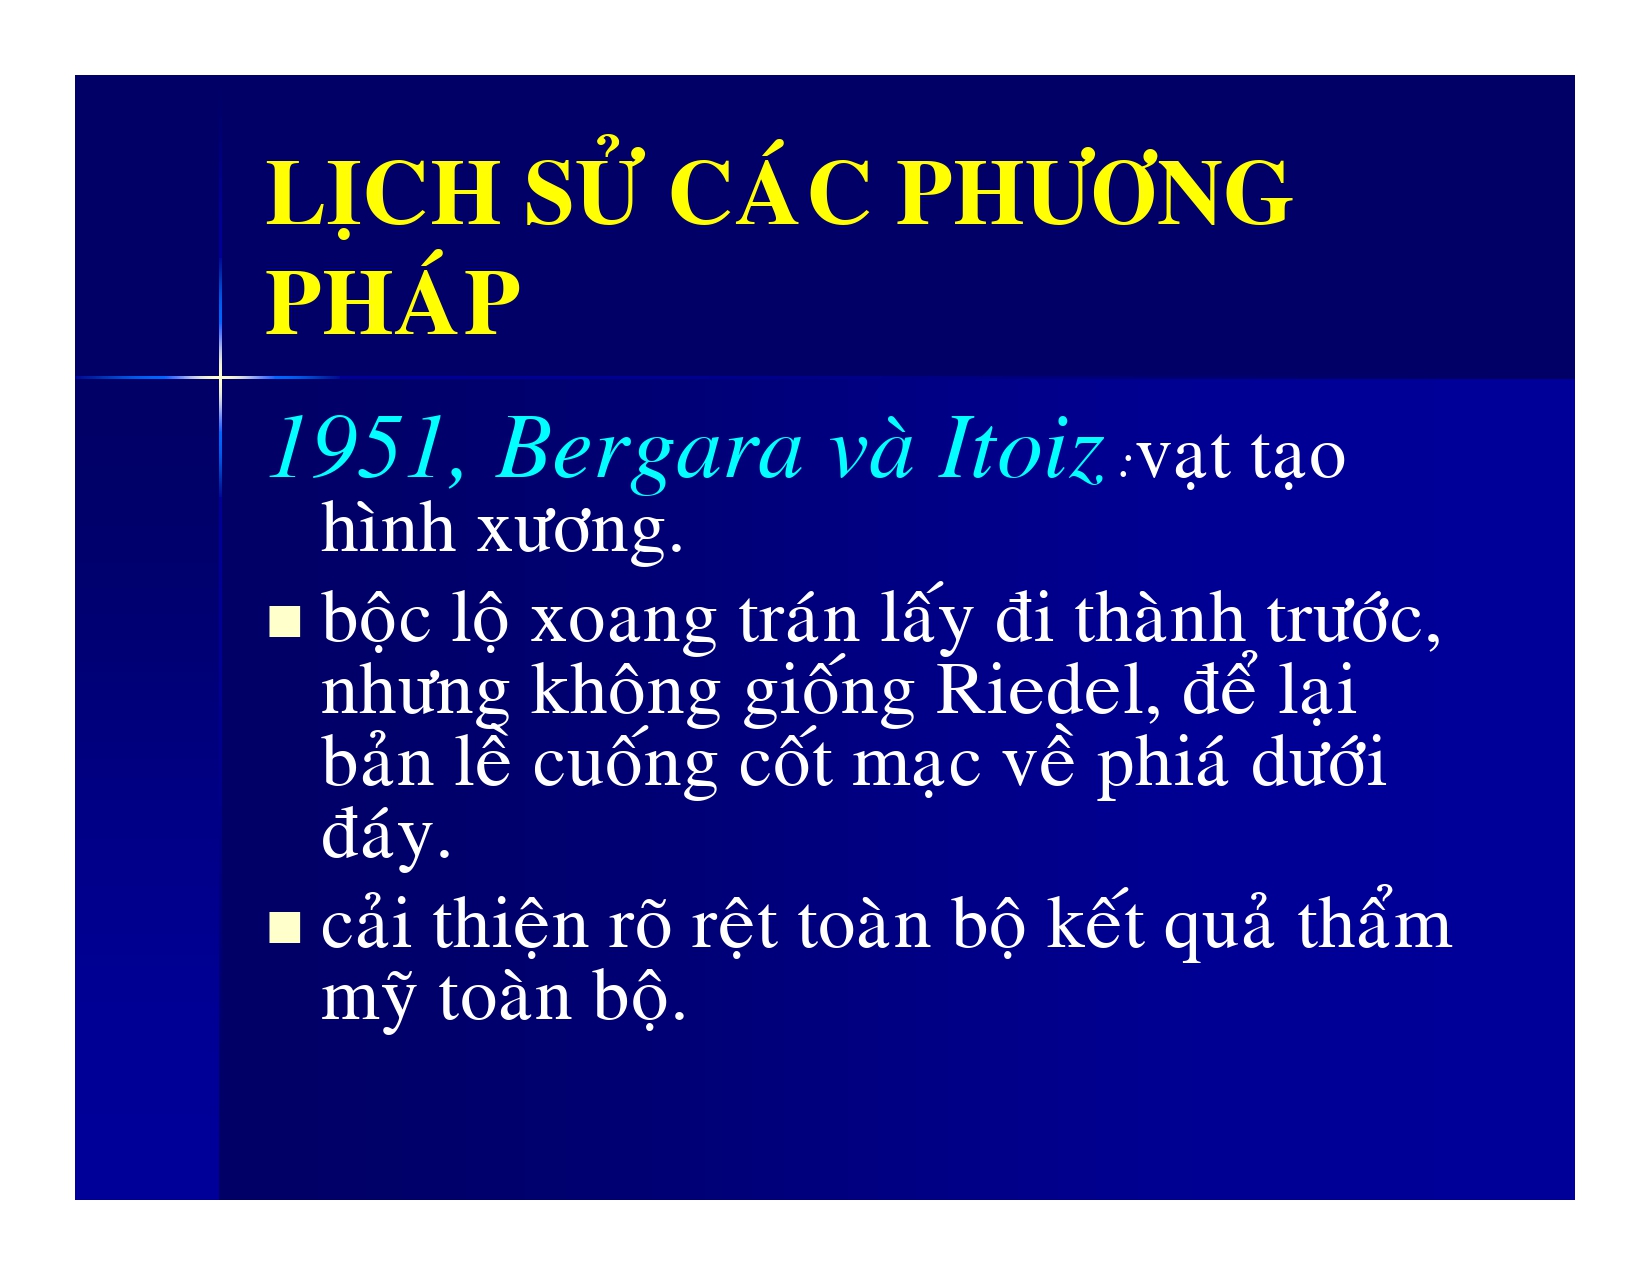 LỊCH SỬ CÁC PHƯƠNG
PHÁP
1951, Bergara và Itoiz :vạt tạo
hình xương.
bộc lộ xoang trán lấy đi thành trước,
nhưng không giống Riedel, để lại
bản lề cuống cốt mạc về phiá dưới
đáy.
cải thiện rõ rệt toàn bộ kết quả thẩm
mỹ toàn bộ.